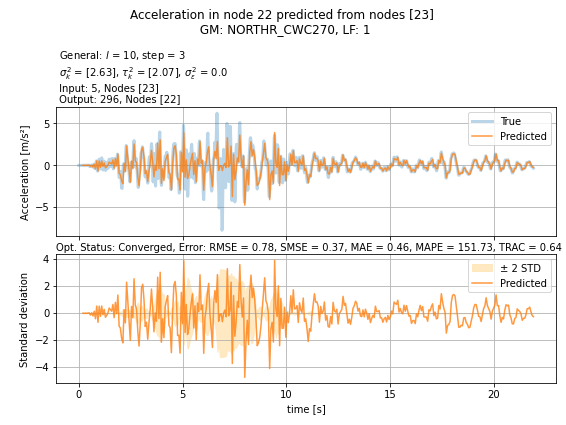 Acceleration in node 22 predicted from nodes [23]
GM: NORTHR_CWC270, LF: 1
General: l = 10, step = 3
σ_k^2 = [2.63], τ_k^2 = [2.07], σ_ε^2 = 0.0
Input: 5, Nodes [23]
Output: 296, Nodes [22]
True
Predicted
5
0
−5
Acceleration [m/s²]
Opt. Status: Converged, Error: RMSE = 0.78, SMSE = 0.37, MAE = 0.46, MAPE = 151.73, TRAC = 0.64
± 2 STD
Predicted
4
2
0
−2
−4
Standard deviation
0 5 10 15 20
time [s]